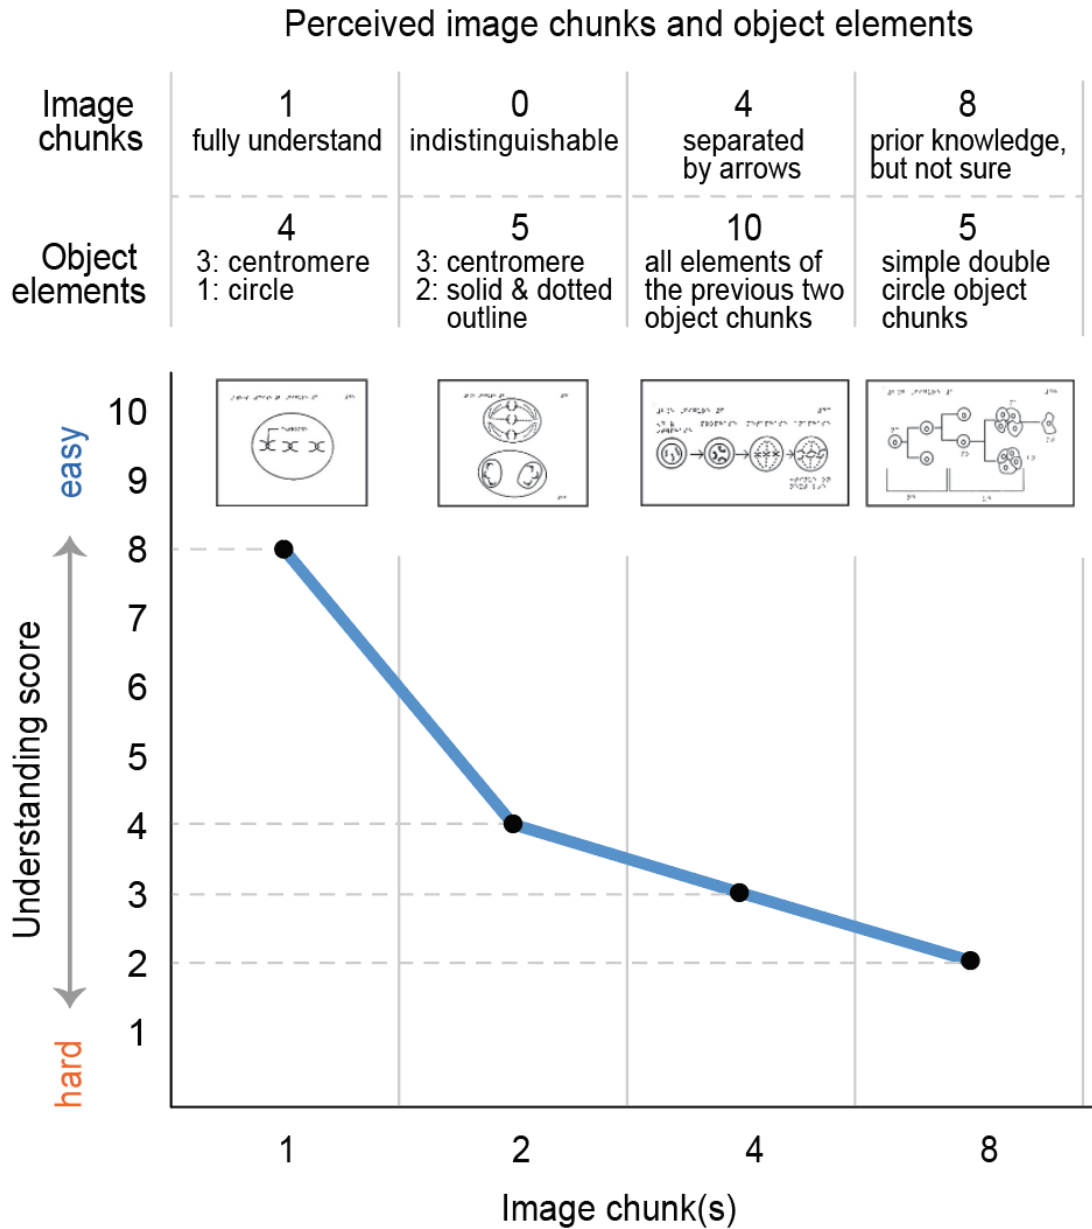 Perceived image chunks and object elements
Image
chunks
1
fully understand
0
indistinguishable
4
separated
by arrows
8
prior knowledge,
but not sure
Object
elements
4
3: centromere
1: circle
5
3: centromere
2: solid & dotted
outline
10
all elements of
the previous two
object chunks
5
simple double
circle object
chunks
easy
Understanding score
hard
10
9
8
7
6
5
4
3
2
1
1
2
4
8
Image chunk(s)